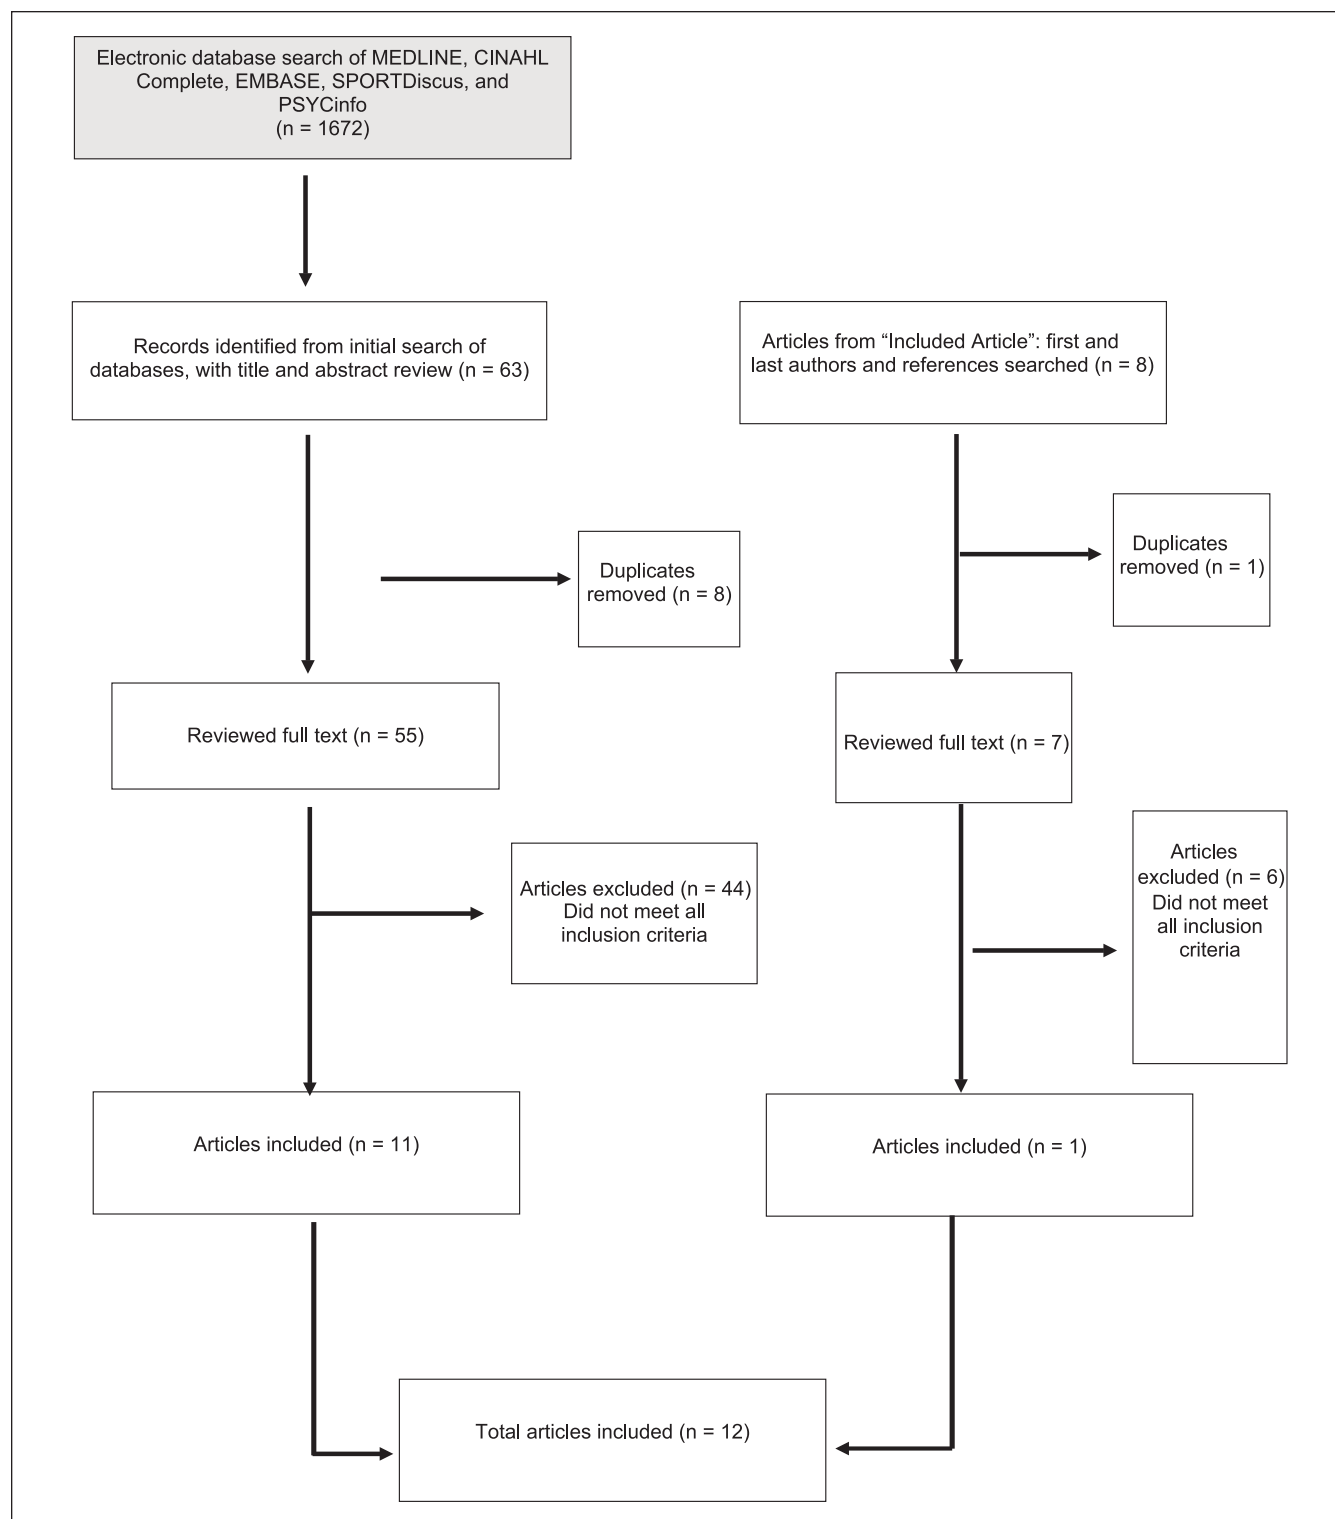 Electronic database search of MEDLINE, CINAHL
Complete, EMBASE, SPORTDiscus, and
PSYCinfo
(n = 1672)
Records identified from initial search of
databases, with title and abstract review (n = 63)
Articles from “Included Article”: first and
last authors and references searched (n = 8)
Duplicates
removed (n = 8)
Duplicates
removed (n = 1)
Reviewed full text (n = 55)
Reviewed full text (n = 7)
Articles excluded (n = 44)
Did not meet all
inclusion criteria
Articles
excluded (n = 6)
Did not meet
all inclusion
criteria
Articles included (n = 11)
Articles included (n = 1)
Total articles included (n = 12)